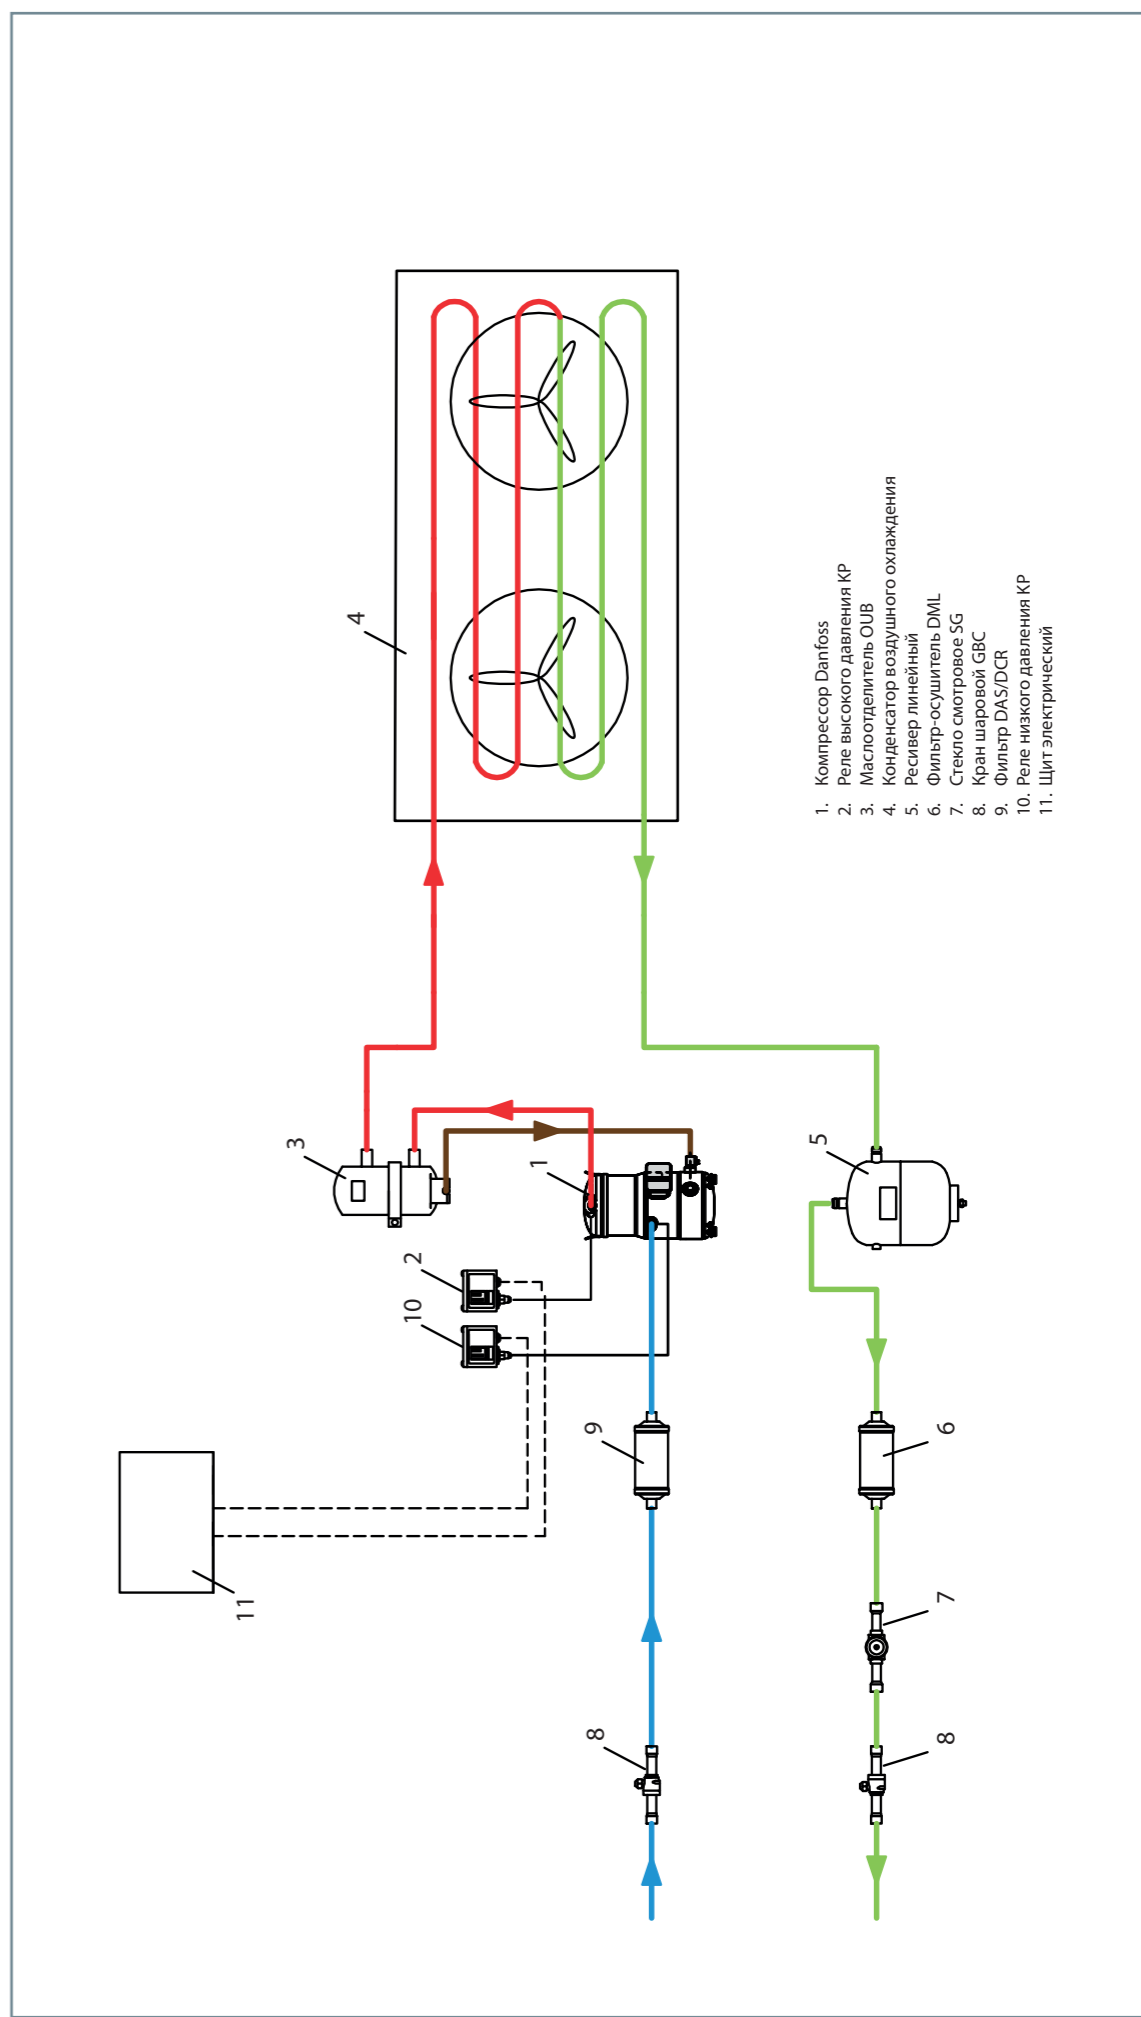 4
3
1
2
10
5
11
9
6
7
8
8
1. Компрессор Danfoss
2. Реле высокого давления КР
3. Маслоотделитель OUB
4. Конденсатор воздушного охлаждения
5. Ресивер линейный
6. Фильтр-осушитель DML
7. Стекло смотровое SG
8. Кран шаровой GBC
9. Фильтр DAS/DCR
10. Реле низкого давления КР
11. Щит электрический